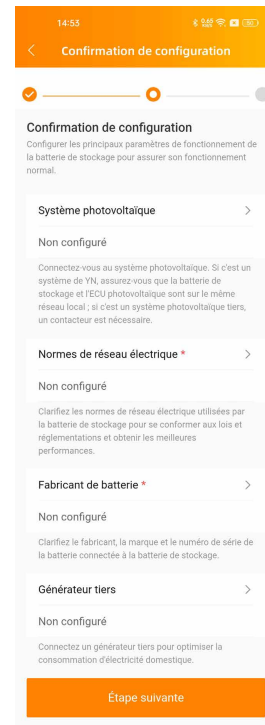 14:53
Confirmation de configuration
Confirmation de configuration
Configurer les principaux paramètres de fonctionnement de
la batterie de stockage pour assurer son fonctionnement
normal.
Système photovoltaïque
Non configuré
Connectez-vous au système photovoltaïque. Si c'est un
système de YN, assurez-vous que la batterie de
stockage et l'ECU photovoltaïque sont sur le même
réseau local ; si c'est un système photovoltaïque tiers,
un contacteur est nécessaire.
Normes de réseau électrique *
Non configuré
Clarifiez les normes de réseau électrique utilisées par
la batterie de stockage pour se conformer aux lois et
réglementations et obtenir les meilleures
performances.
Fabricant de batterie *
Non configuré
Clarifiez le fabricant, la marque et le numéro de série de
la batterie connectée à la batterie de stockage.
Générateur tiers
Non configuré
Connectez un générateur tiers pour optimiser la
consommation d'électricité domestique.
Étape suivante